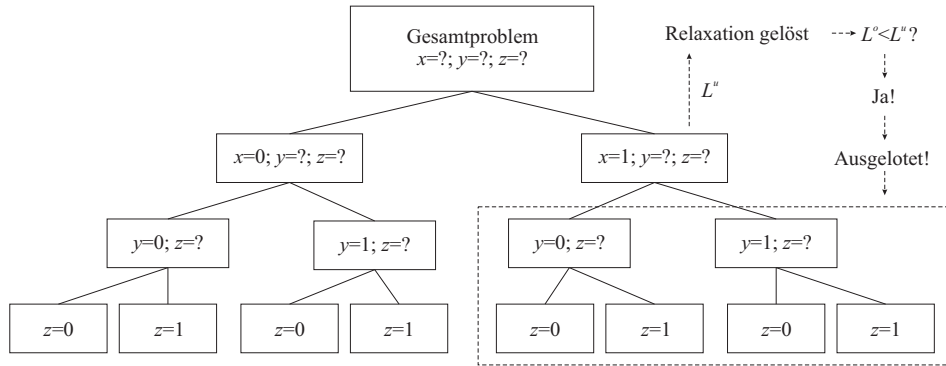 Gesamtproblem
x=?; y=?; z=?
Relaxation gelöst
L^o<L^u?
L^u
Ja!
Ausgelotet!
x=0; y=?; z=?
x=1; y=?; z=?
y=0; z=?
y=1; z=?
y=0; z=?
y=1; z=?
z=0
z=1
z=0
z=1
z=0
z=1
z=0
z=1